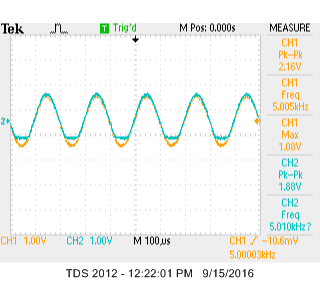 Tek Trig'd M Pos: 0.000s MEASURE
CH1
Pk-Pk
2.16V
CH1
Freq
5.005kHz
CH1
Max
1.08V
CH2
Pk-Pk
1.88V
CH2
Freq
5.010kHz?
2
CH1 1.00V CH2 1.00V M 100µs CH1 -10.6mV
5.00003kHz
TDS 2012 - 12:22:01 PM 9/15/2016